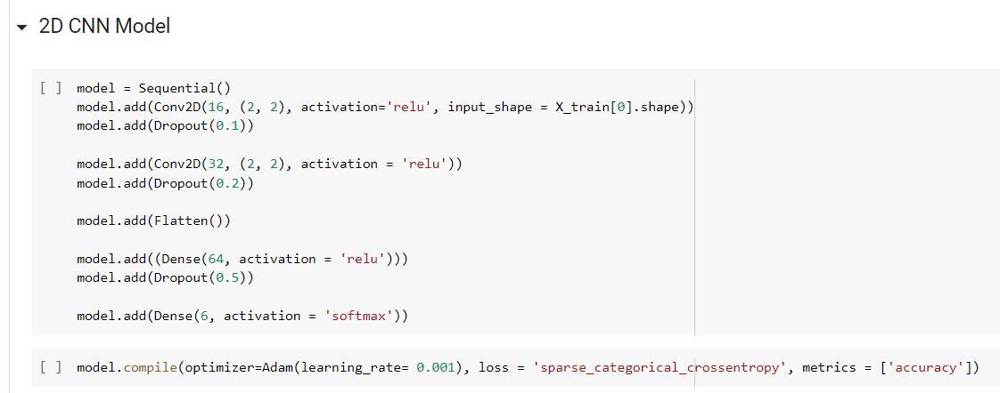 2D CNN Model
[ ] model = Sequential()
model.add(Conv2D(16, (2, 2), activation='relu', input_shape = X_train[0].shape))
model.add(Dropout(0.1))
model.add(Conv2D(32, (2, 2), activation = 'relu'))
model.add(Dropout(0.2))
model.add(Flatten())
model.add((Dense(64, activation = 'relu')))
model.add(Dropout(0.5))
model.add(Dense(6, activation = 'softmax'))
[ ] model.compile(optimizer=Adam(learning_rate= 0.001), loss = 'sparse_categorical_crossentropy', metrics = ['accuracy'])